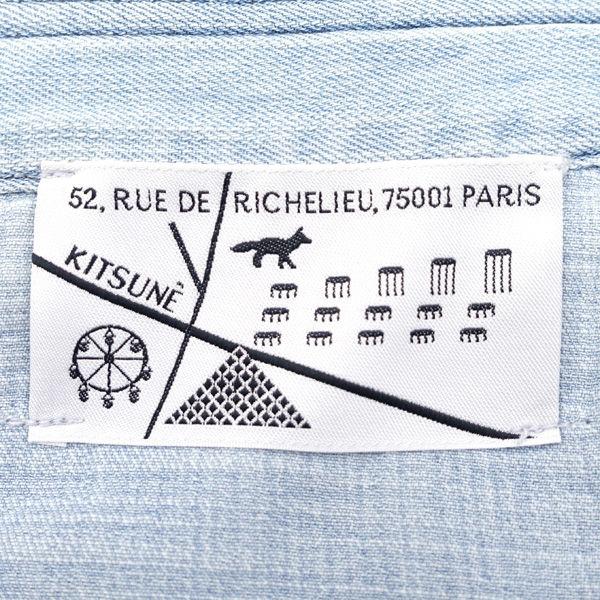 52, RUE DE RICHELIEU, 75001 PARIS
KITSUNÉ